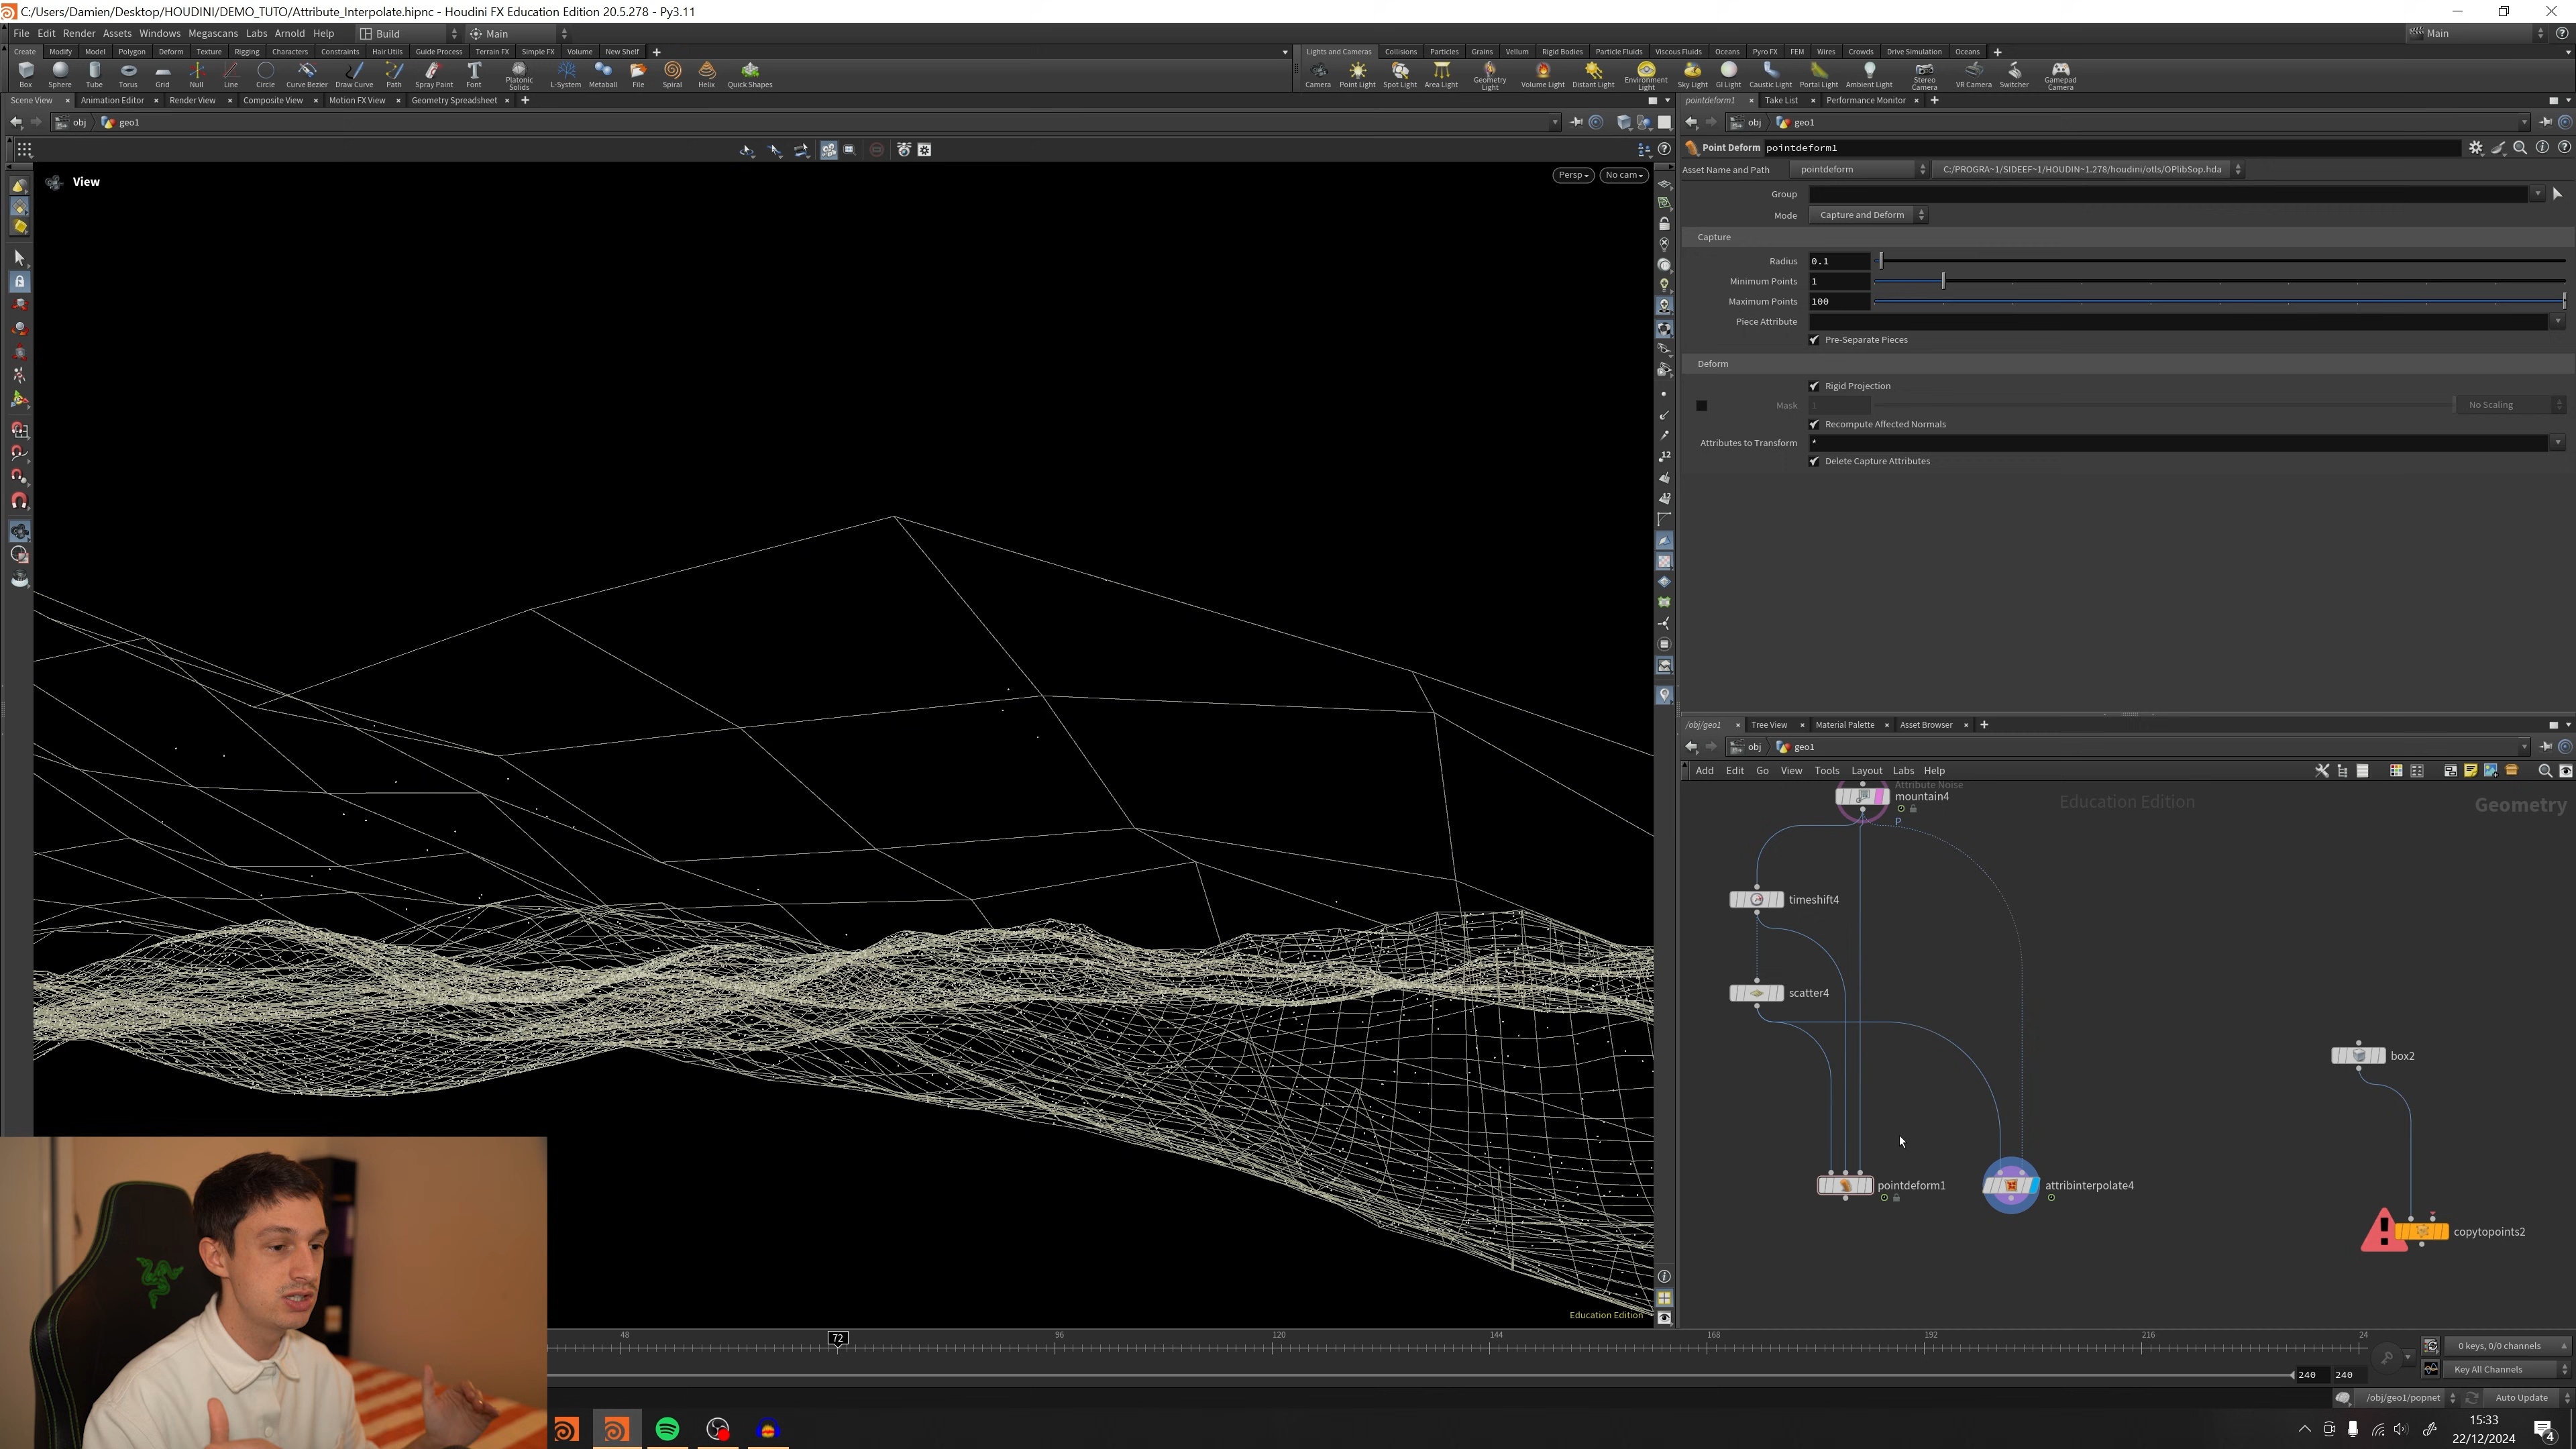 C:/Users/Damien/Desktop/HOUDINI/DEMO_TUTO/Attribute_Interpolate.hipnc - Houdini FX Education Edition 20.5.278 - Py3.11
File Edit Render Assets Windows Megascans Labs Arnold Help Build Main Main
Create Modify Model Polygon Deform Texture Rigging Characters Constraints Hair Utils Guide Process Terrain FX Simple FX Volume New Shelf
Lights and Cameras Collisions Particles Grains Vellum Rigid Bodies Particle Fluids Viscous Fluids Oceans Pyro FX FEM Wires Crowds Drive Simulation Oceans
Box Sphere Tube Torus Grid Null Line Circle Curve Bezier Draw Curve Path Spray Paint Font Platonic Solids L-System Metaball File Spiral Helix Quick Shapes
Camera Point Light Spot Light Area Light Geometry Light Volume Light Distant Light Environment Light Sky Light GI Light Caustic Light Portal Light Ambient Light Stereo Camera VR Camera Switcher Gamepad Camera
Scene View Animation Editor Render View Composite View Motion FX View Geometry Spreadsheet
pointdeform1 Take List Performance Monitor
obj geo1
obj geo1
View
Persp No cam
Point Deform pointdeform1
Asset Name and Path pointdeform C:/PROGRA~1/SIDEEF~1/HOUDIN~1.278/houdini/otls/OPlibSop.hda
Group
Mode Capture and Deform
Capture
Radius 0.1
Minimum Points 1
Maximum Points 100
Piece Attribute
Pre-Separate Pieces
Deform
Rigid Projection
Mask 1 No Scaling
Recompute Affected Normals
Attributes to Transform *
Delete Capture Attributes
/obj/geo1 Tree View Material Palette Asset Browser
obj geo1
Add Edit Go View Tools Layout Labs Help
Attribute Noise
mountain4
P
Education Edition
Geometry
timeshift4
scatter4
box2
pointdeform1
attribinterpolate4
copytopoints2
Education Edition
48 72 96 120 144 168 192 216 24
0 keys, 0/0 channels
240 240 Key All Channels
/obj/geo1/popnet Auto Update
15:33
22/12/2024
4